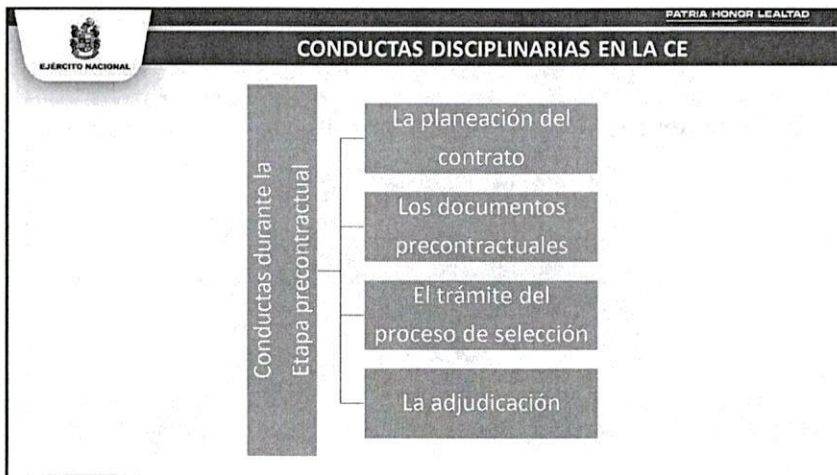 PATRIA HONOR LEALTAD
EJÉRCITO NACIONAL
CONDUCTAS DISCIPLINARIAS EN LA CE
Conductas durante la
Etapa precontractual
La planeación del
contrato
Los documentos
precontractuales
El trámite del
proceso de selección
La adjudicación